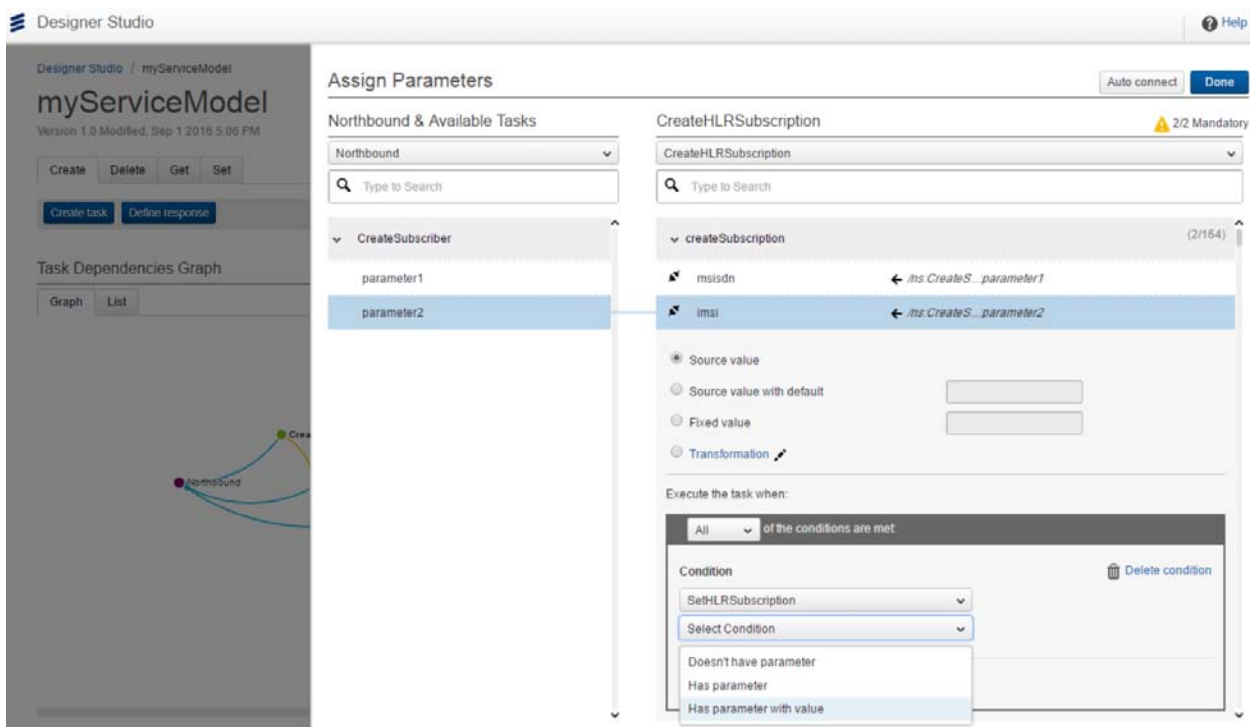 Designer Studio
Help
Designer Studio / myServiceModel
myServiceModel
Version 1.0 Modified, Sep 1 2016 5:06 PM
Create Delete Get Set
Create task Define response
Task Dependencies Graph
Graph List
Crea
Northbound
Assign Parameters
Auto connect Done
Northbound & Available Tasks
Northbound
Type to Search
CreateSubscriber
parameter1
parameter2
CreateHLRSubscription
2/2 Mandatory
CreateHLRSubscription
Type to Search
createSubscription (2/164)
msisdn /ns:CreateS...parameter1
imsi /ns:CreateS...parameter2
Source value
Source value with default
Fixed value
Transformation
Execute the task when:
All of the conditions are met
Condition Delete condition
SetHLRSubscription
Select Condition
Doesn't have parameter
Has parameter
Has parameter with value